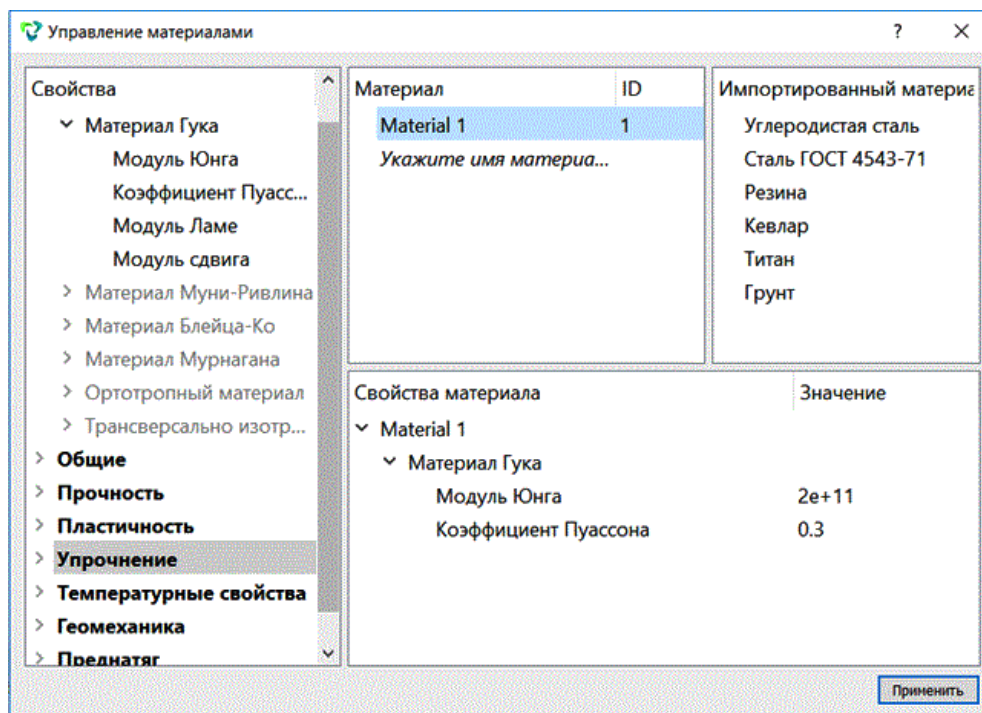 Управление материалами
?
Свойства
Материал Гука
Модуль Юнга
Коэффициент Пуасс...
Модуль Ламе
Модуль сдвига
Материал Муни-Ривлина
Материал Блейца-Ко
Материал Мурнагана
Ортотропный материал
Трансверсально изотр...
Общие
Прочность
Пластичность
Упрочнение
Температурные свойства
Геомеханика
Преднатяг
Материал ID
Material 1 1
Укажите имя материа...
Импортированный материа
Углеродистая сталь
Сталь ГОСТ 4543-71
Резина
Кевлар
Титан
Грунт
Свойства материала Значение
Material 1
Материал Гука
Модуль Юнга 2e+11
Коэффициент Пуассона 0.3
Применить